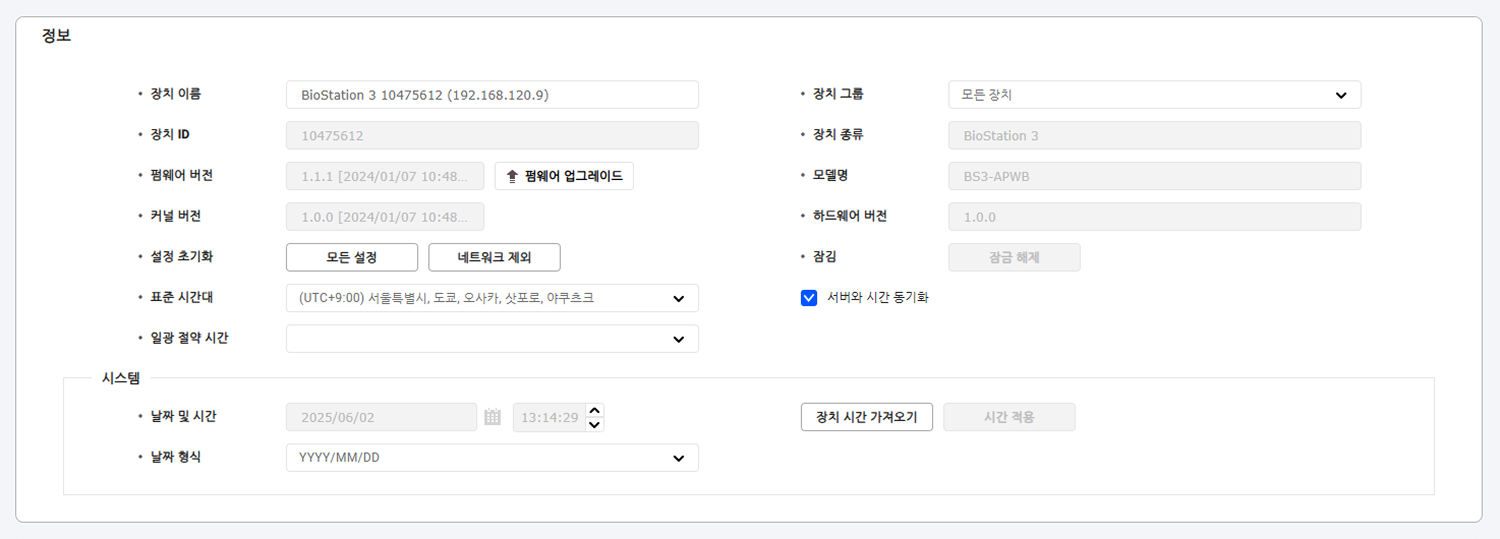 정보
장치 이름 BioStation 3 10475612 (192.168.120.9) 장치 그룹 모든 장치
장치 ID 10475612 장치 종류 BioStation 3
펌웨어 버전 1.1.1 [2024/01/07 10:48... 펌웨어 업그레이드 모델명 BS3-APWB
커널 버전 1.0.0 [2024/01/07 10:48... 하드웨어 버전 1.0.0
설정 초기화 모든 설정 네트워크 제외 잠김 잠금 해제
표준 시간대 (UTC+9:00) 서울특별시, 도쿄, 오사카, 삿포로, 야쿠츠크 서버와 시간 동기화
일광 절약 시간
시스템
날짜 및 시간 2025/06/02 13:14:29 장치 시간 가져오기 시간 적용
날짜 형식 YYYY/MM/DD